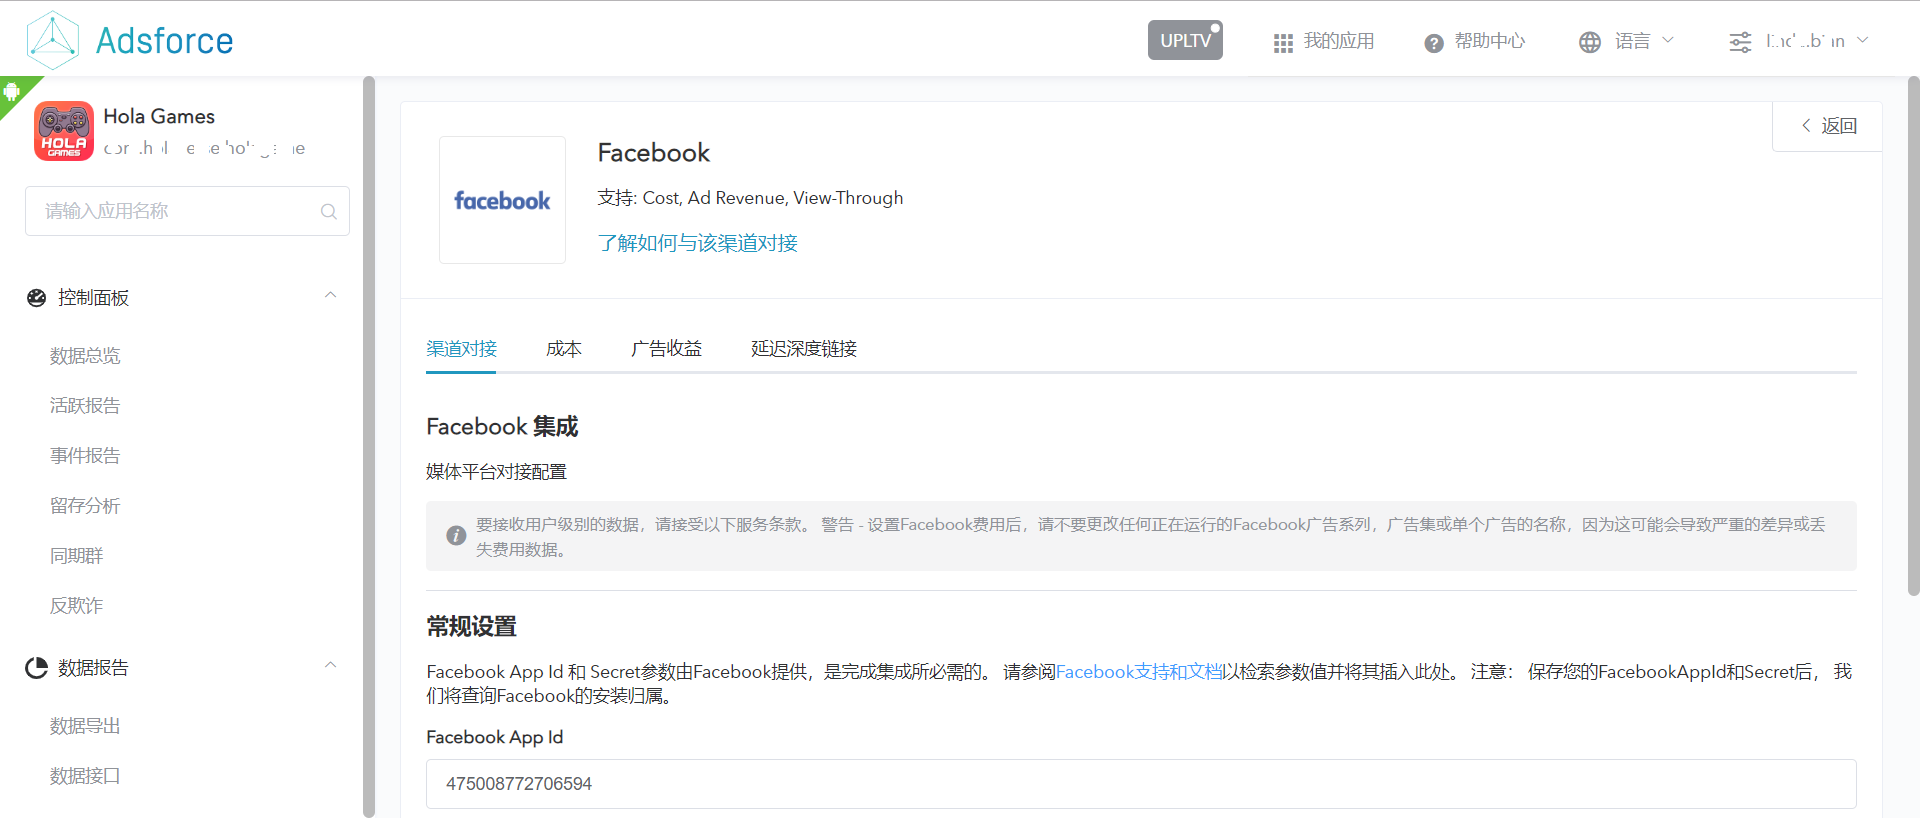 Adsforce
UPLTV
我的应用
帮助中心
语言
Hola Games
HOLA
GAMES
请输入应用名称
控制面板
数据总览
活跃报告
事件报告
留存分析
同期群
反欺诈
数据报告
数据导出
数据接口
返回
facebook
Facebook
支持: Cost, Ad Revenue, View-Through
了解如何与该渠道对接
渠道对接
成本
广告收益
延迟深度链接
Facebook 集成
媒体平台对接配置
要接收用户级别的数据，请接受以下服务条款。 警告 - 设置Facebook费用后，请不要更改任何正在运行的Facebook广告系列，广告集或单个广告的名称，因为这可能会导致严重的差异或丢
失费用数据。
常规设置
Facebook App Id 和 Secret参数由Facebook提供，是完成集成所必需的。 请参阅Facebook支持和文档以检索参数值并将其插入此处。 注意： 保存您的FacebookAppId和Secret后， 我
们将查询Facebook的安装归属。
Facebook App Id
475008772706594